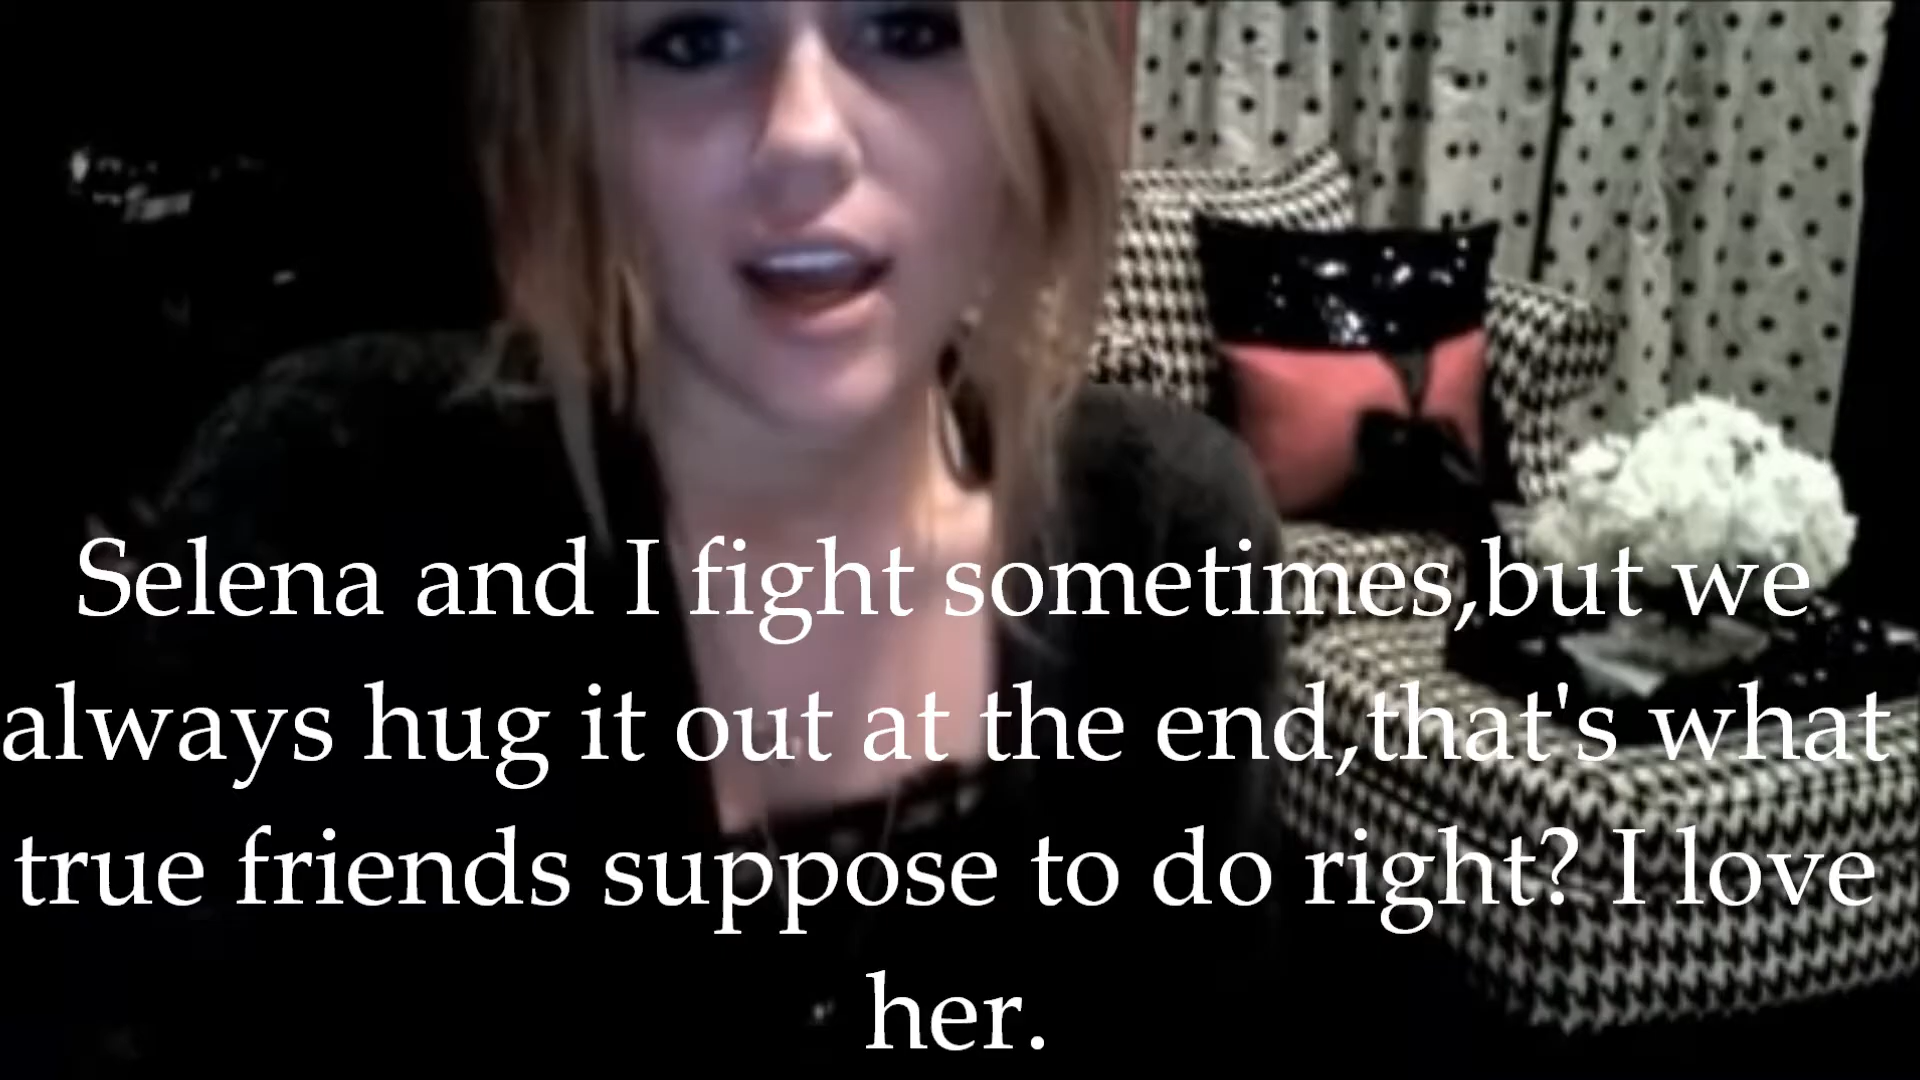 Selena and I fight sometimes,but we
always hug it out at the end,that's what
true friends suppose to do right? I love
her.